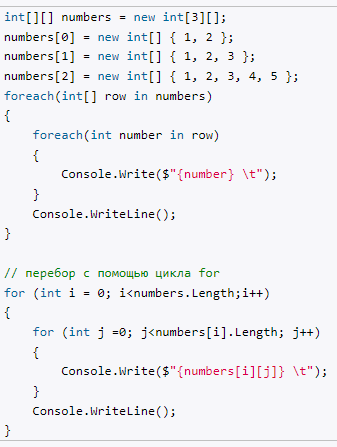 int[][] numbers = new int[3][];
numbers[0] = new int[] { 1, 2 };
numbers[1] = new int[] { 1, 2, 3 };
numbers[2] = new int[] { 1, 2, 3, 4, 5 };
foreach(int[] row in numbers)
{
    foreach(int number in row)
    {
        Console.Write($"{number} \t");
    }
    Console.WriteLine();
}

// перебор с помощью цикла for
for (int i = 0; i<numbers.Length;i++)
{
    for (int j =0; j<numbers[i].Length; j++)
    {
        Console.Write($"{numbers[i][j]} \t");
    }
    Console.WriteLine();
}